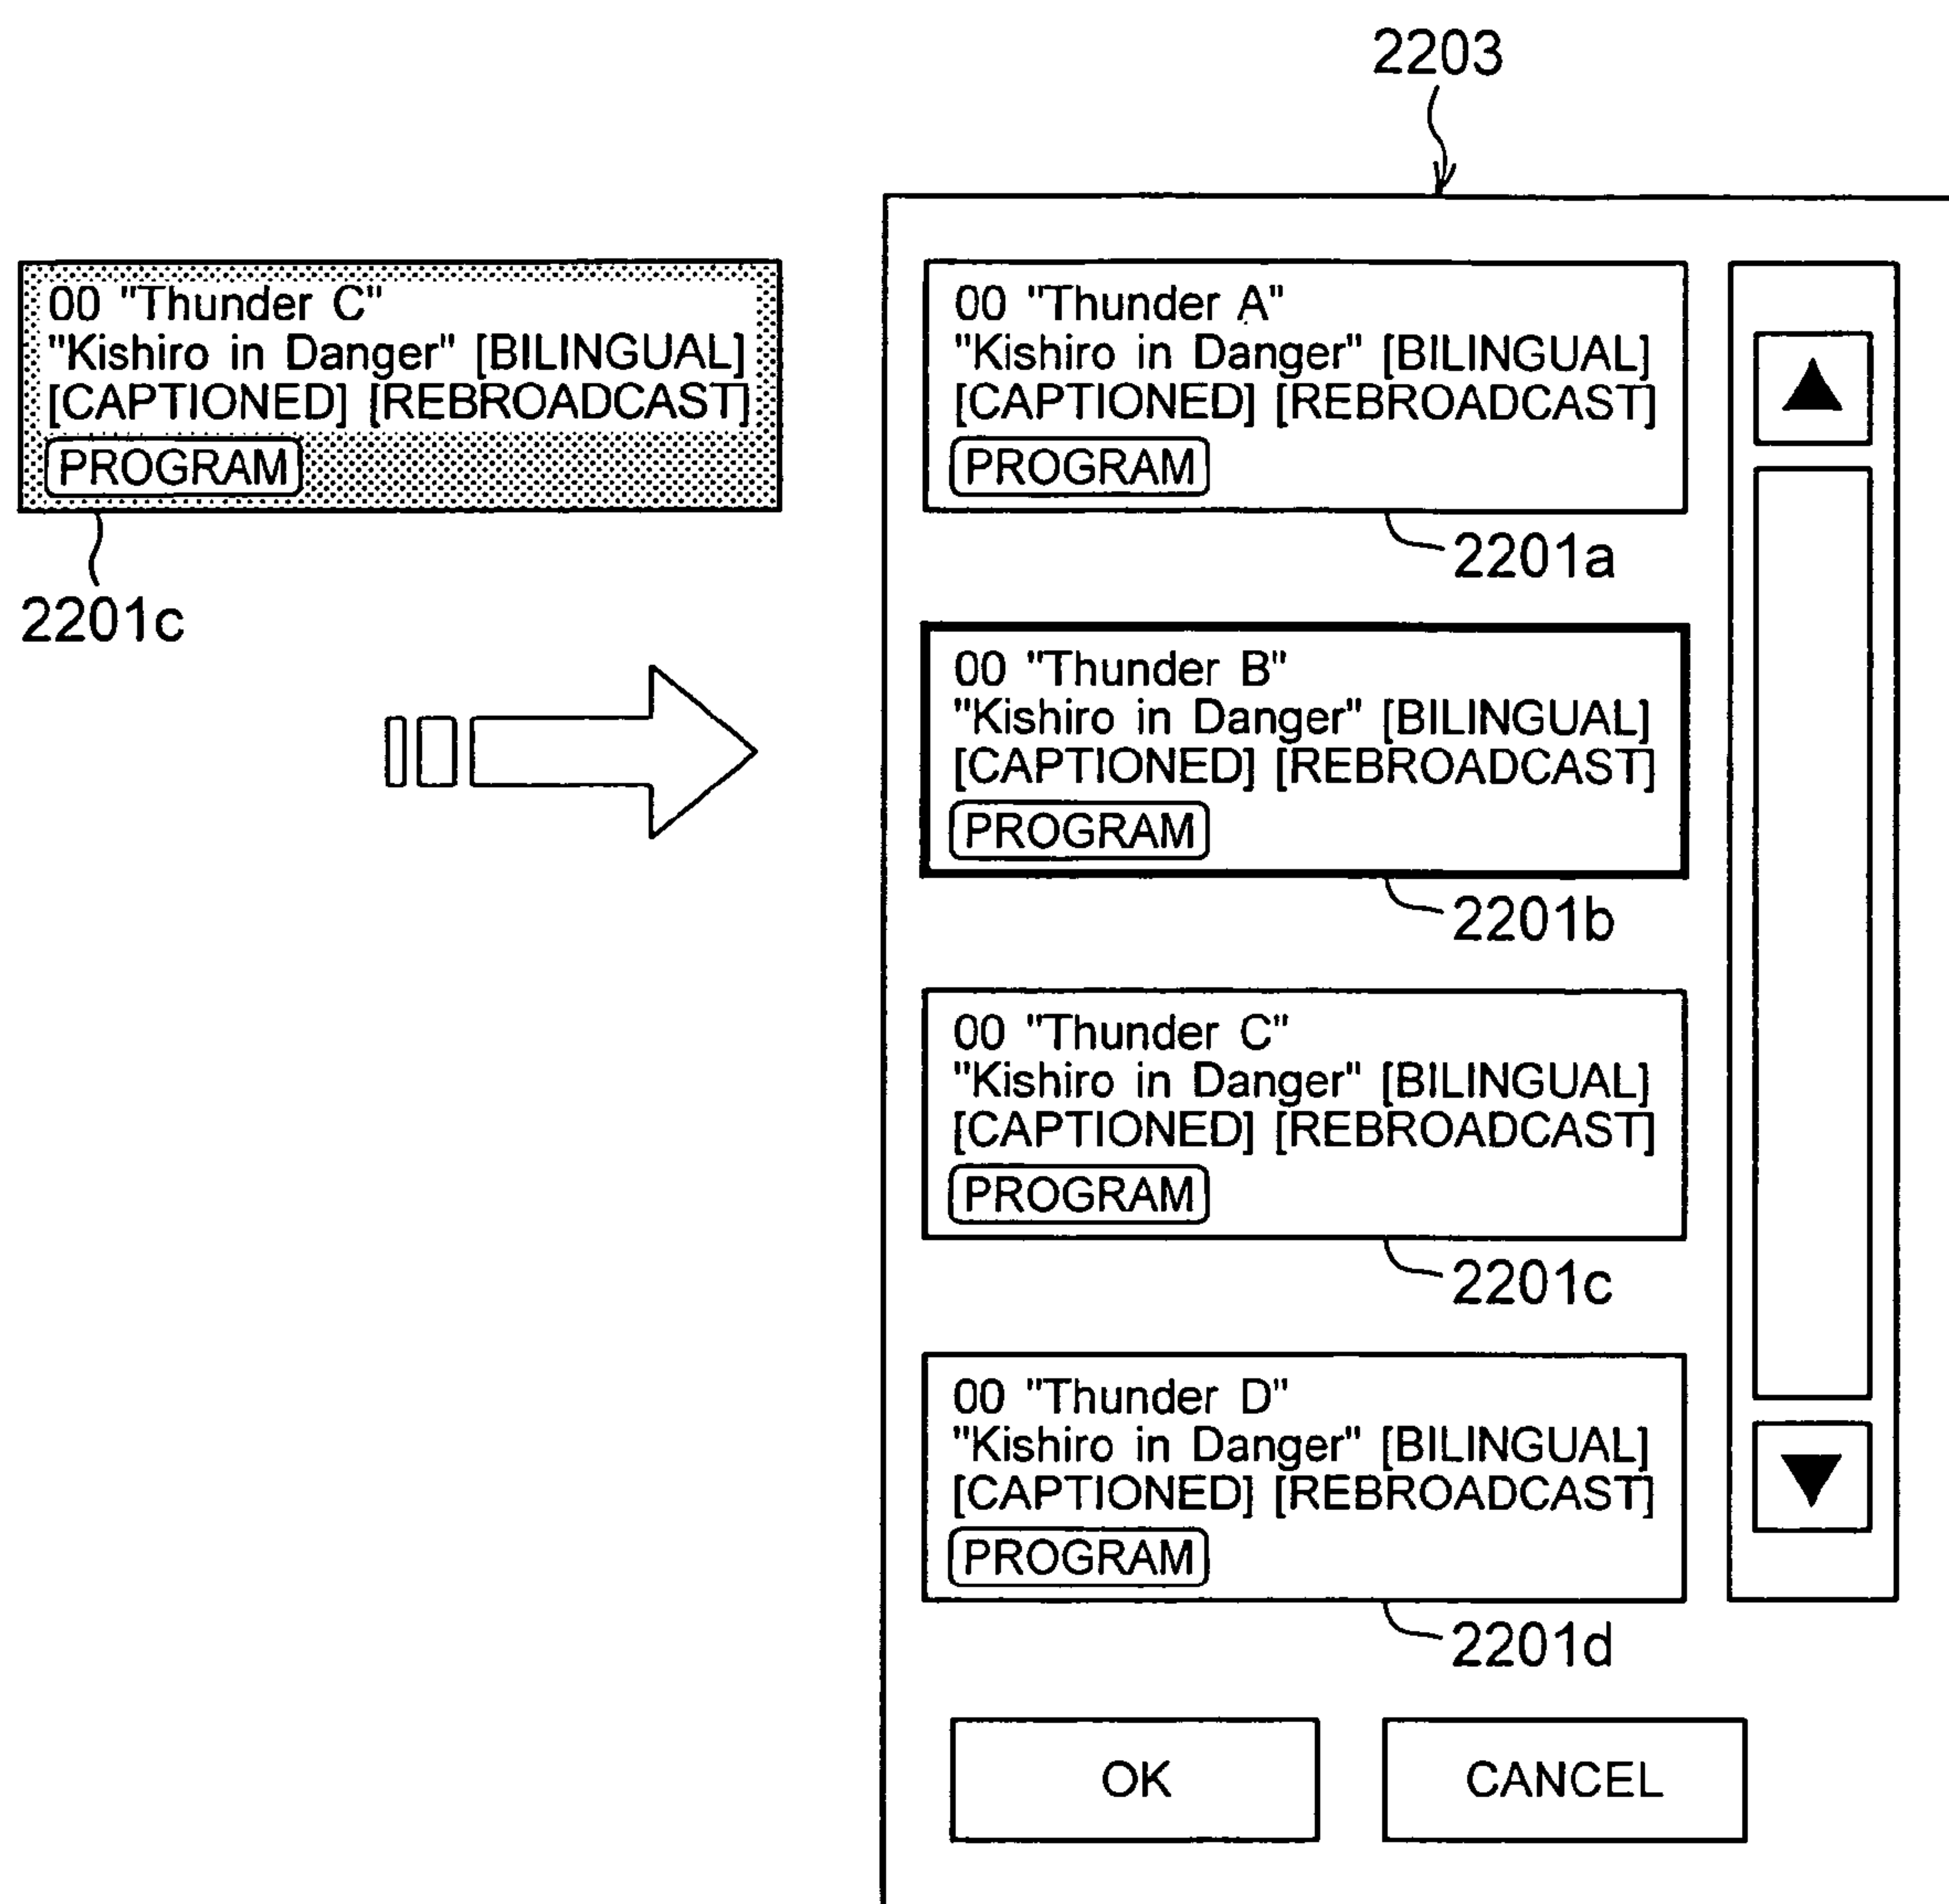 2203
00 "Thunder C"
"Kishiro in Danger" [BILINGUAL]
[CAPTIONED] [REBROADCAST]
PROGRAM
2201c
00 "Thunder A"
"Kishiro in Danger" [BILINGUAL]
[CAPTIONED] [REBROADCAST]
PROGRAM
2201a
00 "Thunder B"
"Kishiro in Danger" [BILINGUAL]
[CAPTIONED] [REBROADCAST]
PROGRAM
2201b
00 "Thunder C"
"Kishiro in Danger" [BILINGUAL]
[CAPTIONED] [REBROADCAST]
PROGRAM
2201c
00 "Thunder D"
"Kishiro in Danger" [BILINGUAL]
[CAPTIONED] [REBROADCAST]
PROGRAM
2201d
OK
CANCEL